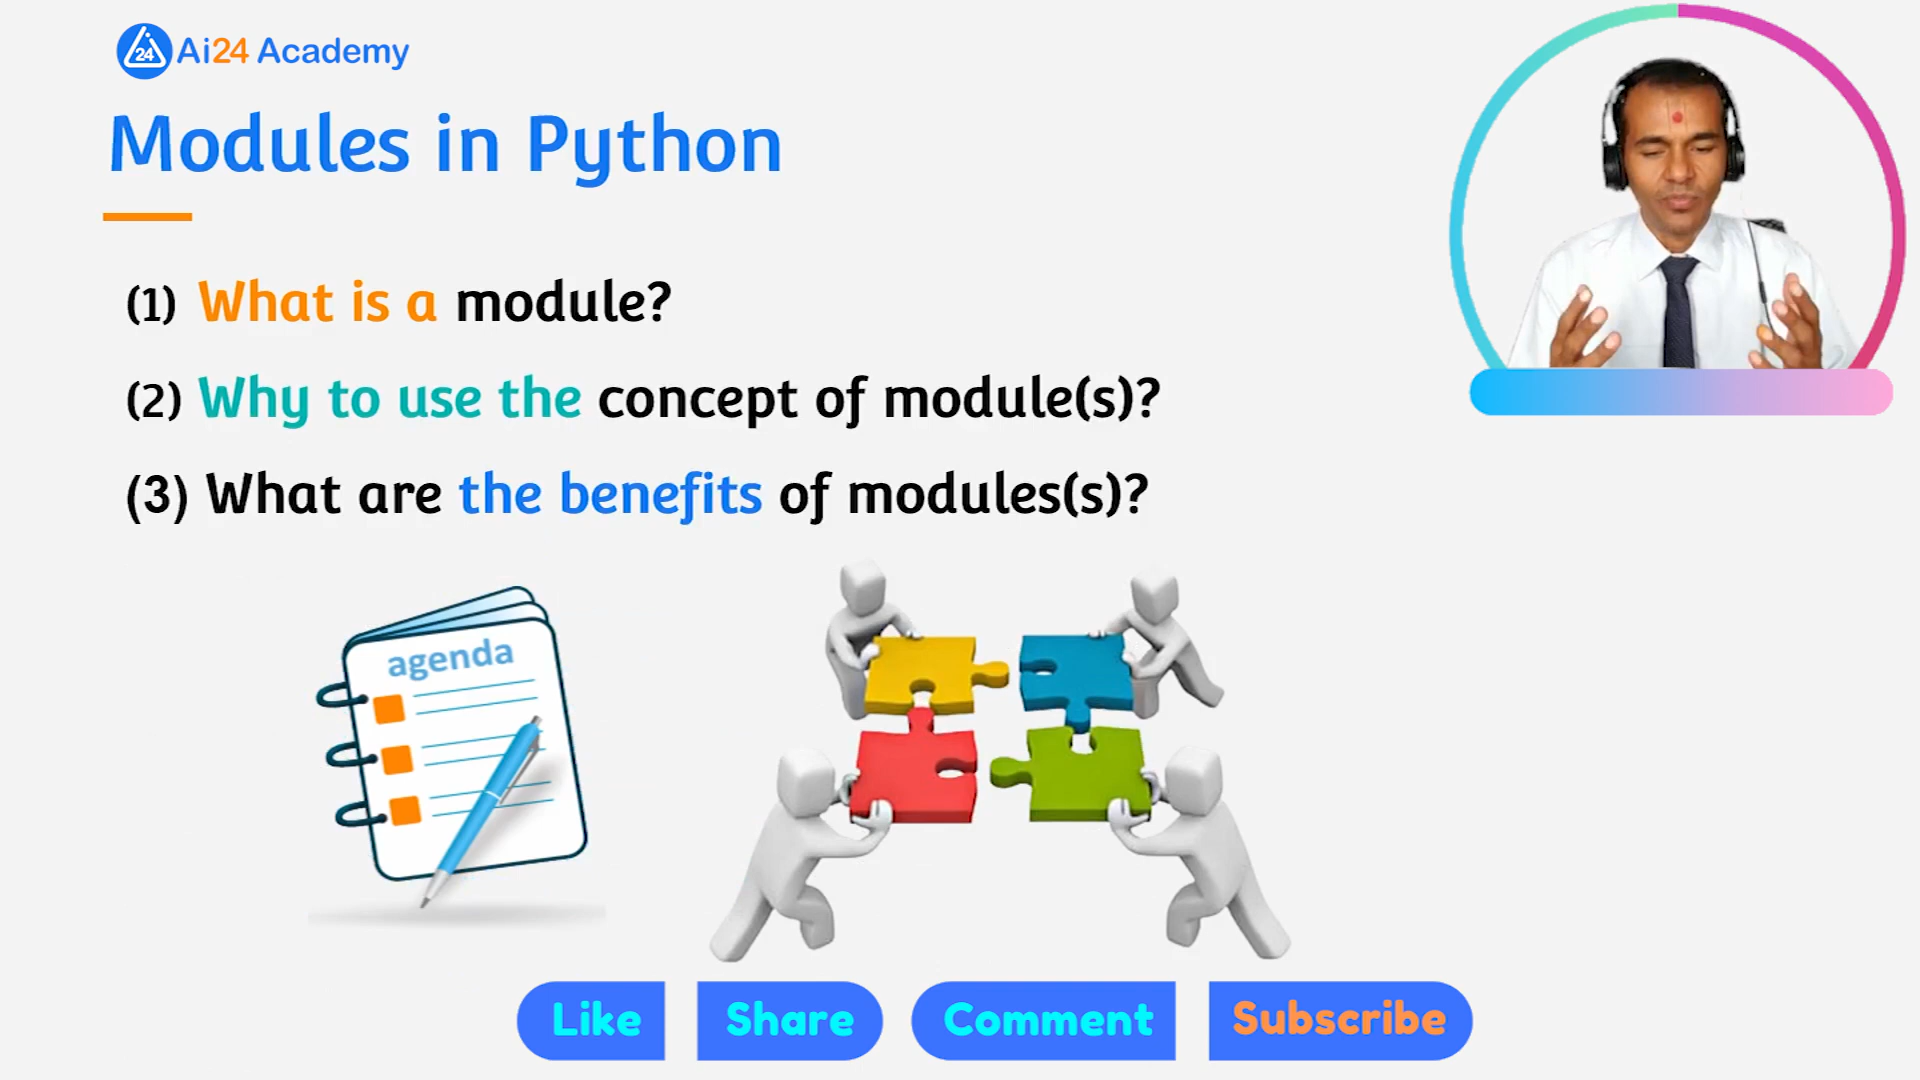 24 Ai24 Academy
Modules in Python
(1) What is a module?
(2) Why to use the concept of module(s)?
(3) What are the benefits of modules(s)?
agenda
Like Share Comment Subscribe